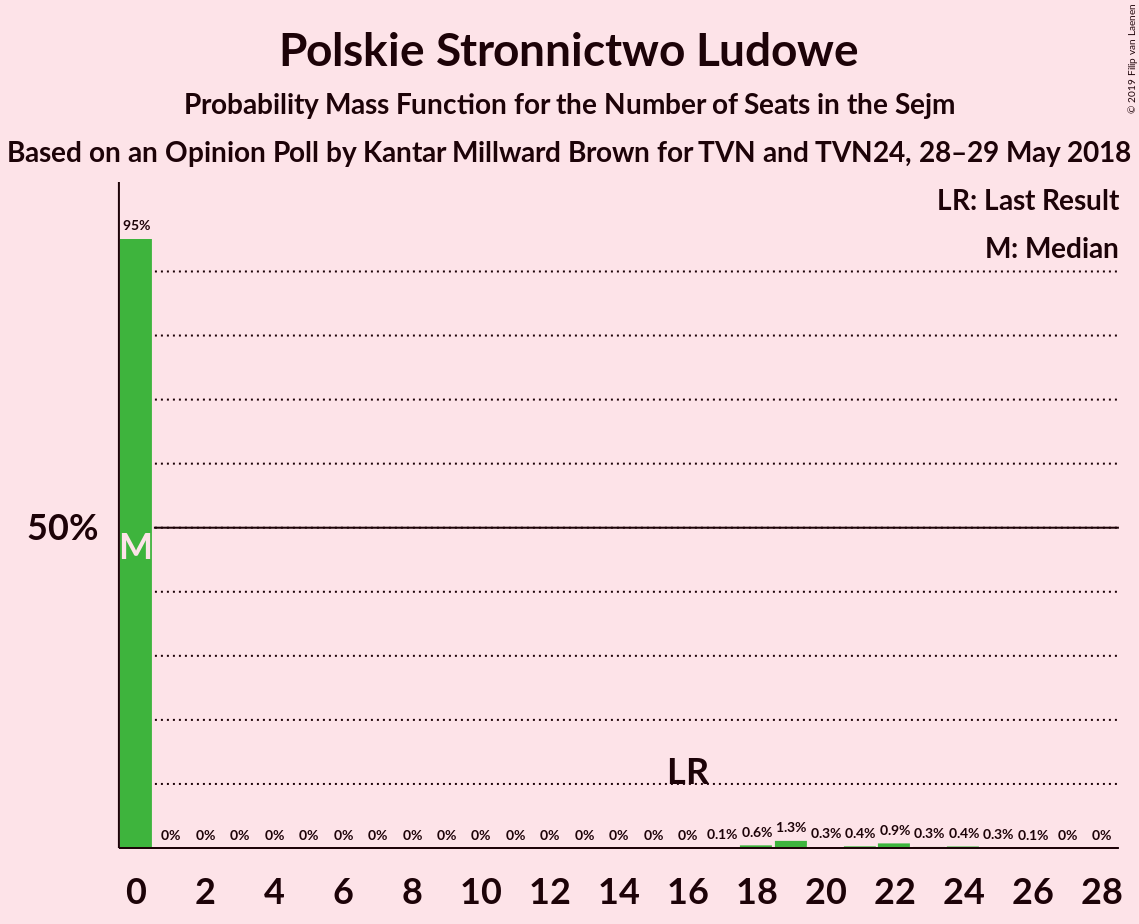 Polskie Stronnictwo Ludowe
Probability Mass Function for the Number of Seats in the Sejm
Based on an Opinion Poll by Kantar Millward Brown for TVN and TVN24, 28–29 May 2018
© 2019 Filip van Laenen
LR: Last Result
M: Median
95%
50%
M
LR
0% 0% 0% 0% 0% 0% 0% 0% 0% 0% 0% 0% 0% 0% 0% 0% 0.1% 0.6% 1.3% 0.3% 0.4% 0.9% 0.3% 0.4% 0.3% 0.1% 0% 0%
0 2 4 6 8 10 12 14 16 18 20 22 24 26 28